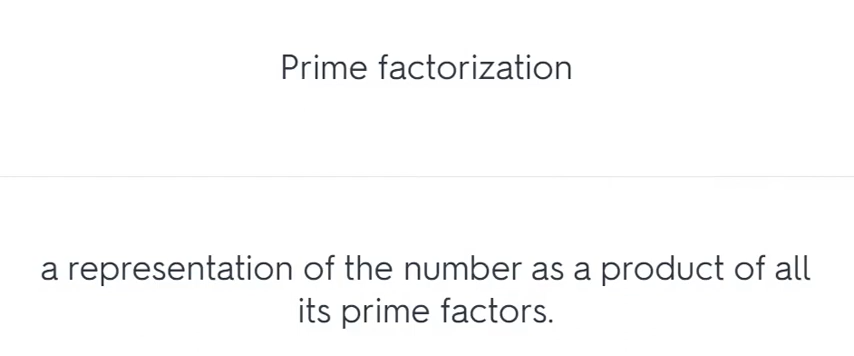 Prime factorization
a representation of the number as a product of all
its prime factors.